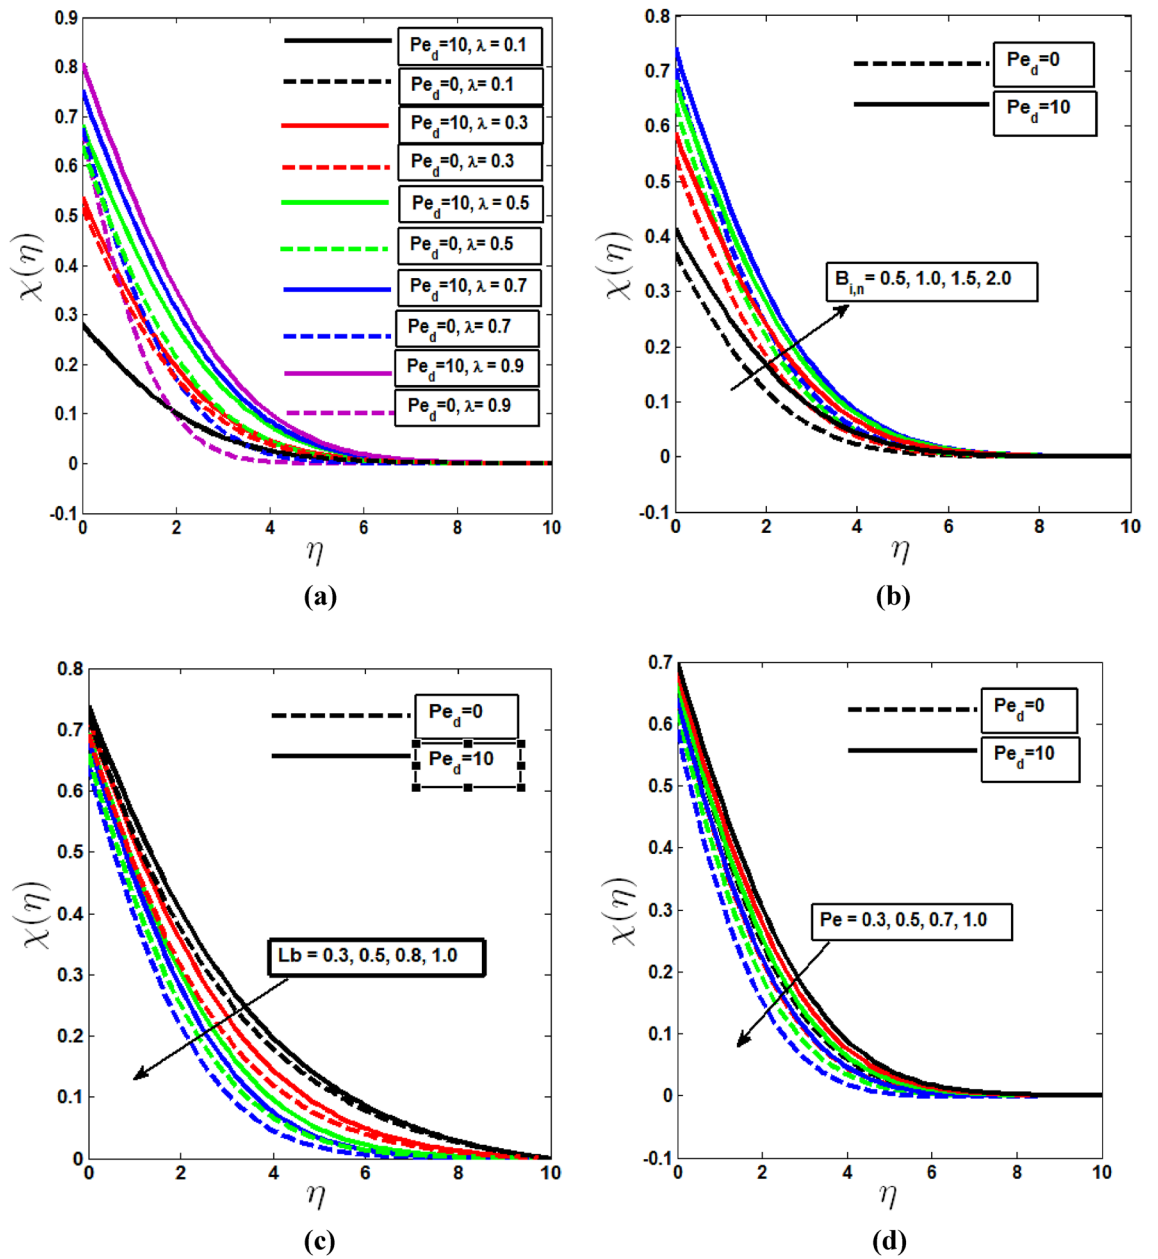 0.9
0.8
0.7
0.6
0.5
0.4
0.3
0.2
0.1
0
-0.1
χ(η)
Pe_d=10, λ = 0.1
Pe_d=0, λ= 0.1
Pe_d=10, λ = 0.3
Pe_d=0, λ = 0.3
Pe_d=10, λ = 0.5
Pe_d=0, λ = 0.5
Pe_d=10, λ = 0.7
Pe_d=0, λ = 0.7
Pe_d=10, λ = 0.9
Pe_d=0, λ = 0.9
0 2 4 6 8 10
η
(a)
0.8
0.7
0.6
0.5
0.4
0.3
0.2
0.1
0
-0.1
χ(η)
Pe_d=0
Pe_d=10
B_i,n = 0.5, 1.0, 1.5, 2.0
0 2 4 6 8 10
η
(b)
0.8
0.7
0.6
0.5
0.4
0.3
0.2
0.1
0
χ(η)
Pe_d=0
Pe_d=10
Lb = 0.3, 0.5, 0.8, 1.0
0 2 4 6 8 10
η
(c)
0.7
0.6
0.5
0.4
0.3
0.2
0.1
0
-0.1
χ(η)
Pe_d=0
Pe_d=10
Pe = 0.3, 0.5, 0.7, 1.0
0 2 4 6 8 10
η
(d)